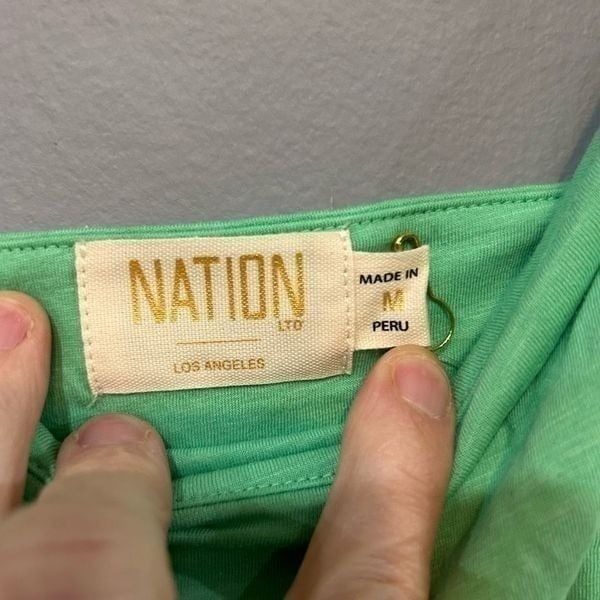 NATION
LTD
LOS ANGELES
MADE IN
M
PERU